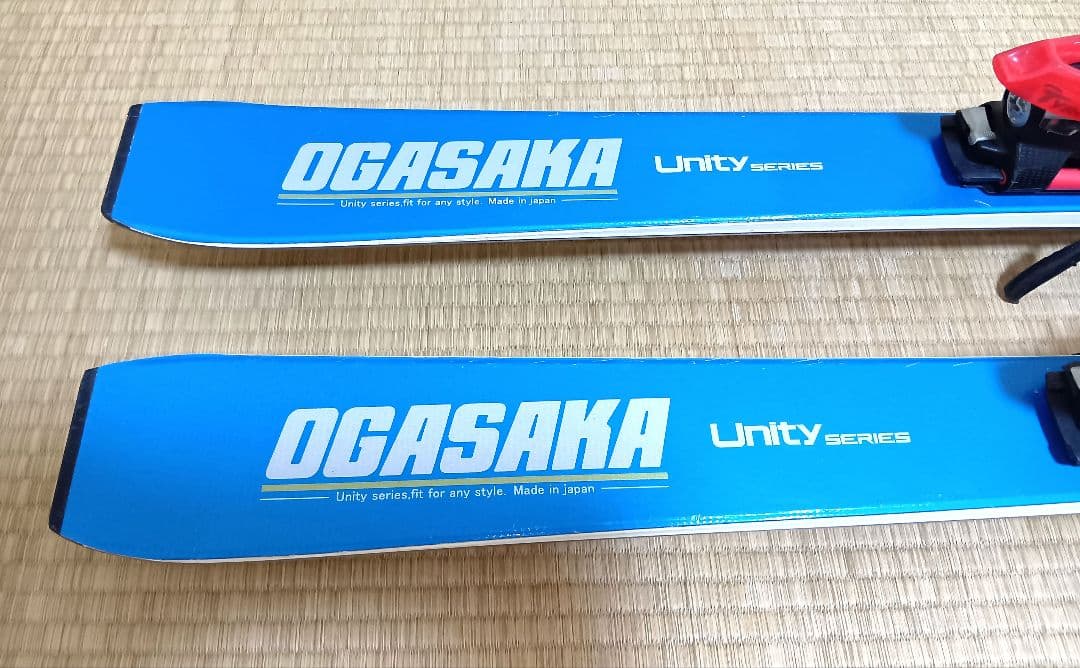 OGASAKA Unity SERIES
Unity series,fit for any style. Made in japan
OGASAKA Unity SERIES
Unity series,fit for any style. Made in japan